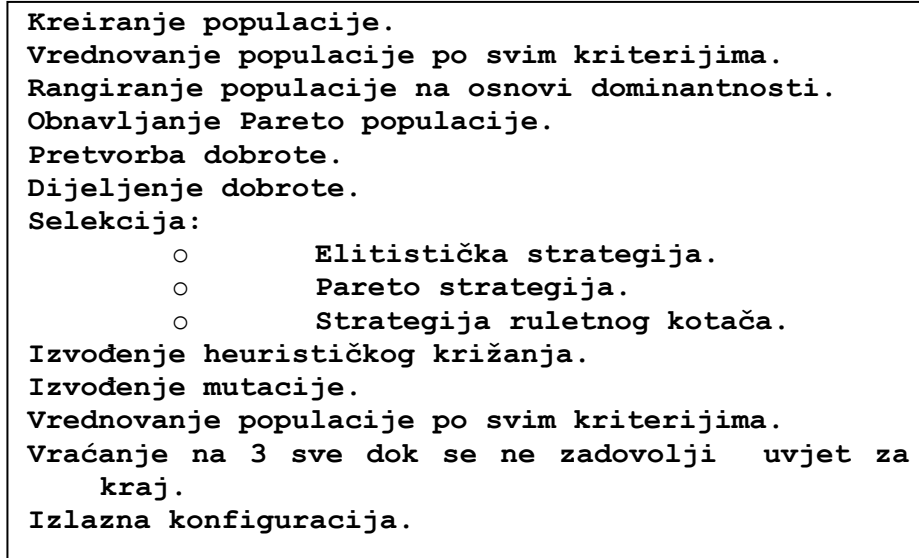 Kreiranje populacije.
Vrednovanje populacije po svim kriterijima.
Rangiranje populacije na osnovi dominantnosti.
Obnavljanje Pareto populacije.
Pretvorba dobrote.
Dijeljenje dobrote.
Selekcija:
○ Elitistička strategija.
○ Pareto strategija.
○ Strategija ruletnog kotača.
Izvođenje heurističkog križanja.
Izvođenje mutacije.
Vrednovanje populacije po svim kriterijima.
Vraćanje na 3 sve dok se ne zadovolji uvjet za
kraj.
Izlazna konfiguracija.